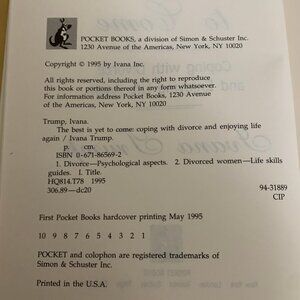 POCKET BOOKS, a division of Simon & Schuster Inc.
1230 Avenue of the Americas, New York, NY 10020
Copyright © 1995 by Ivana Inc.
All rights reserved, including the right to reproduce
this book or portions thereof in any form whatsoever.
For information address Pocket Books, 1230 Avenue
of the Americas, New York, NY 10020
Trump, Ivana.
The best is yet to come: coping with divorce and enjoying life
again / Ivana Trump.
p. cm.
ISBN 0-671-86569-2
1. Divorce—Psychological aspects. 2. Divorced women—Life skills
guides. I. Title.
HQ814.T78 1995
306.89—dc20 94-31889
CIP
First Pocket Books hardcover printing May 1995
10 9 8 7 6 5 4 3 2 1
POCKET and colophon are registered trademarks of
Simon & Schuster Inc.
Printed in the U.S.A.